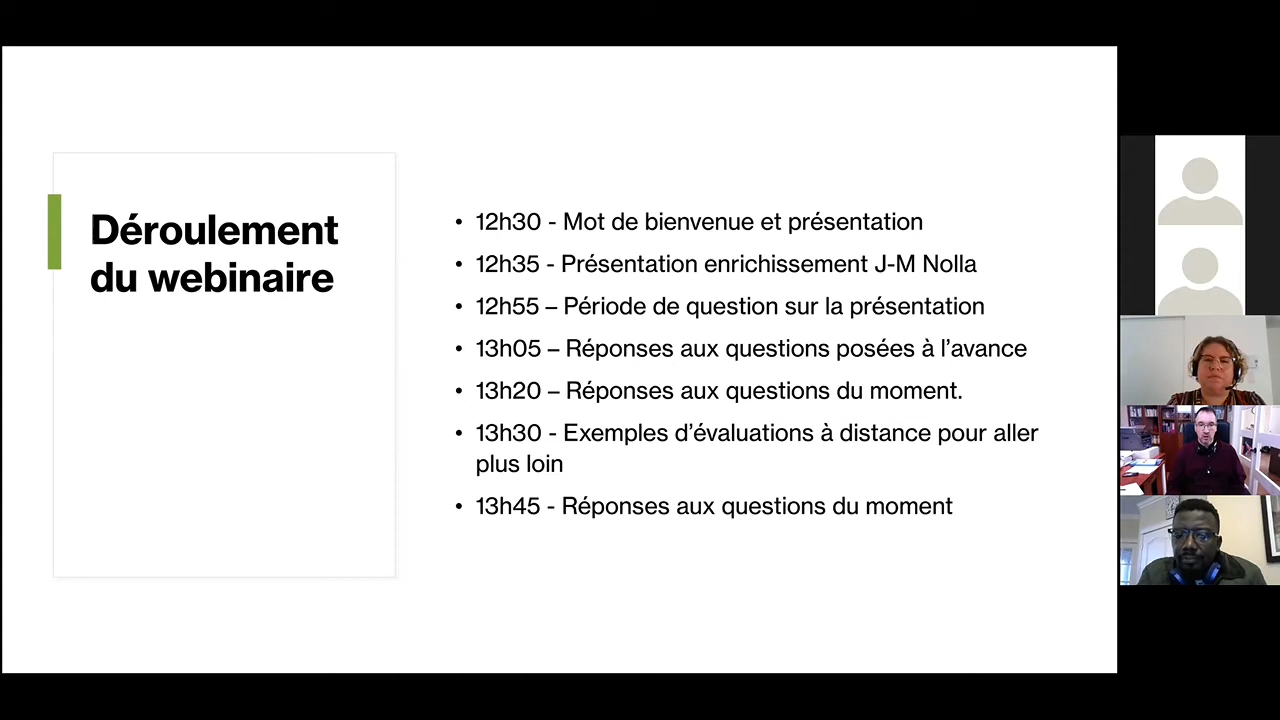 Déroulement
du webinaire
• 12h30 - Mot de bienvenue et présentation
• 12h35 - Présentation enrichissement J-M Nolla
• 12h55 – Période de question sur la présentation
• 13h05 – Réponses aux questions posées à l’avance
• 13h20 – Réponses aux questions du moment.
• 13h30 - Exemples d’évaluations à distance pour aller
plus loin
• 13h45 - Réponses aux questions du moment